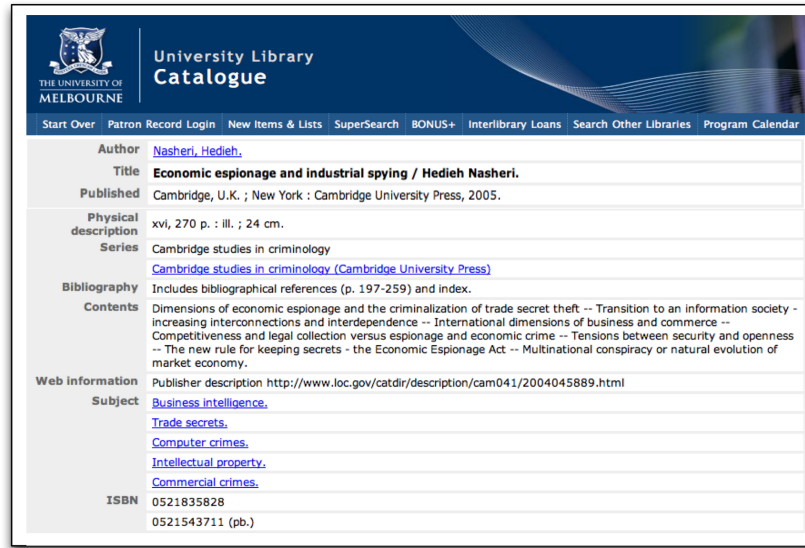 THE UNIVERSITY OF
MELBOURNE
University Library
Catalogue
Start Over Patron Record Login New Items & Lists SuperSearch BONUS+ Interlibrary Loans Search Other Libraries Program Calendar
Author Nasheri, Hedieh.
Title Economic espionage and industrial spying / Hedieh Nasheri.
Published Cambridge, U.K. ; New York : Cambridge University Press, 2005.
Physical description xvi, 270 p. : ill. ; 24 cm.
Series Cambridge studies in criminology
Cambridge studies in criminology (Cambridge University Press)
Bibliography Includes bibliographical references (p. 197-259) and index.
Contents Dimensions of economic espionage and the criminalization of trade secret theft -- Transition to an information society -
increasing interconnections and interdependence -- International dimensions of business and commerce --
Competitiveness and legal collection versus espionage and economic crime -- Tensions between security and openness
-- The new rule for keeping secrets - the Economic Espionage Act -- Multinational conspiracy or natural evolution of
market economy.
Web information Publisher description http://www.loc.gov/catdir/description/cam041/2004045889.html
Subject Business intelligence.
Trade secrets.
Computer crimes.
Intellectual property.
Commercial crimes.
ISBN 0521835828
0521543711 (pb.)